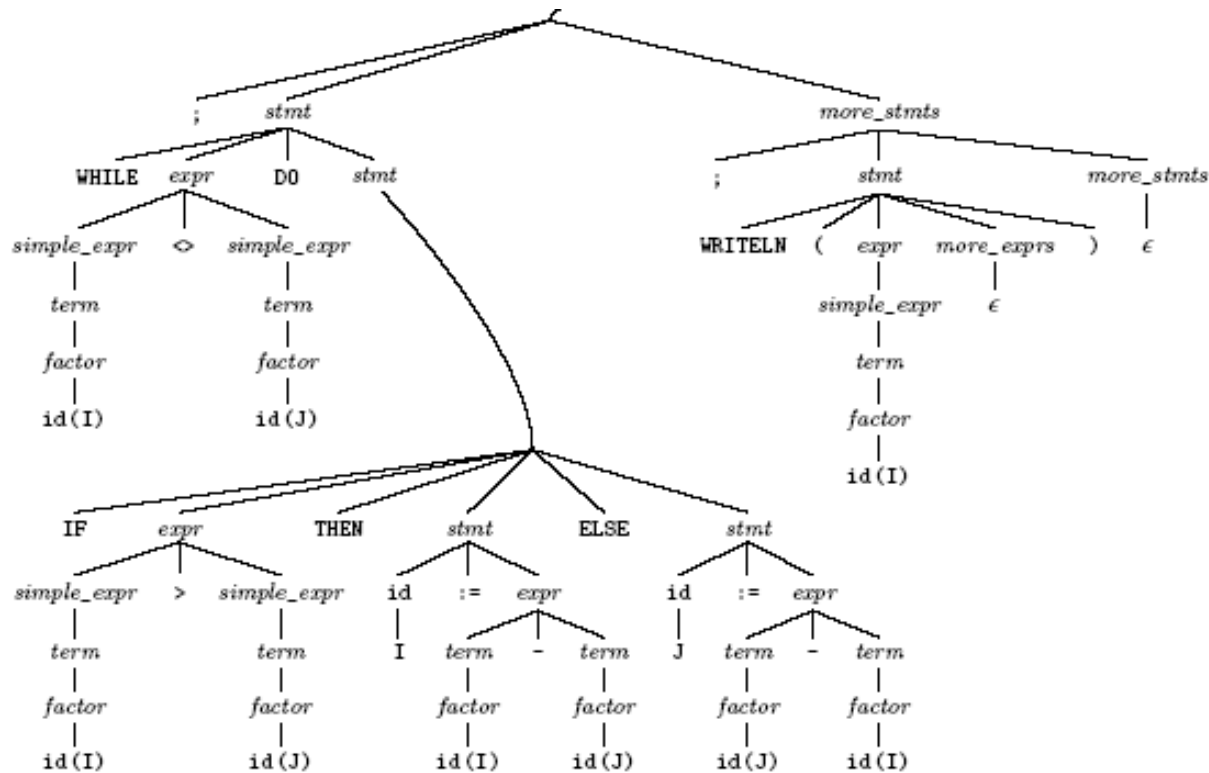 ; stmt more_stmts
WHILE expr DO stmt ; stmt more_stmts
simple_expr <> simple_expr WRITELN ( expr more_exprs ) ϵ
term term simple_expr ϵ
factor factor term
id(I) id(J) factor
id(I)
IF expr THEN stmt ELSE stmt
simple_expr > simple_expr id := expr id := expr
term term I term - term J term - term
factor factor factor factor factor factor
id(I) id(J) id(I) id(J) id(J) id(I)